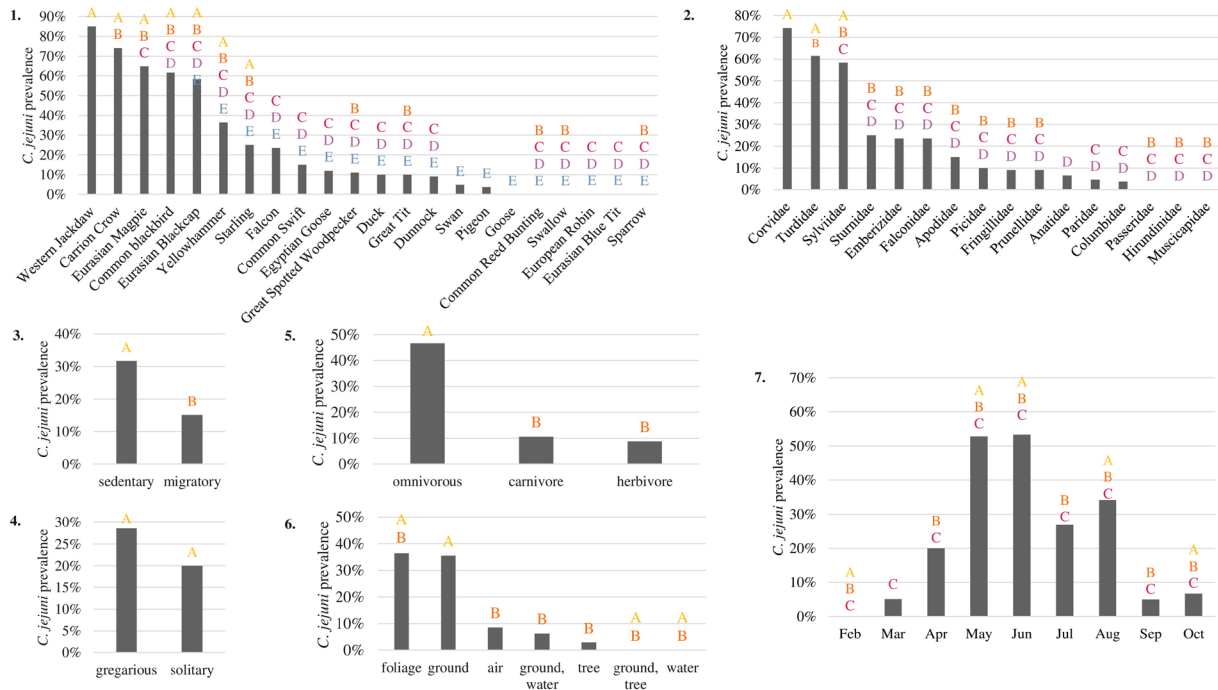 1.
C. jejuni prevalence
90%
80%
70%
60%
50%
40%
30%
20%
10%
0%
A
A B
A B C
A B C D
A B C D E
A B C D E
A B C D E
C D E
C D E
C D E
B C D E
C D E
B C D E
C D E
E
E
E
B C D E
B C D E
C D E
C D E
B C D E
Western Jackdaw
Carrion Crow
Eurasian Magpie
Common blackbird
Eurasian Blackcap
Yellowhammer
Starling
Falcon
Common Swift
Egyptian Goose
Great Spotted Woodpecker
Duck
Great Tit
Dunnock
Swan
Pigeon
Goose
Common Reed Bunting
Swallow
European Robin
Eurasian Blue Tit
Sparrow
2.
C. jejuni prevalence
80%
70%
60%
50%
40%
30%
20%
10%
0%
A
A B
A B C
B C D
B C D
B C D
B C D
B C D
B C D
B C D
D
C D
C D
B C D
B C D
B C D
Corvidae
Turdidae
Sylviidae
Sturnidae
Emberizidae
Falconidae
Apodidae
Picidae
Fringillidae
Prunellidae
Anatidae
Paridae
Columbidae
Passeridae
Hirundinidae
Muscicapidae
3.
C. jejuni prevalence
40%
30%
20%
10%
0%
A
B
sedentary migratory
4.
C. jejuni prevalence
30%
25%
20%
15%
10%
5%
0%
A
A
gregarious solitary
5.
C. jejuni prevalence
50%
40%
30%
20%
10%
0%
A
B
B
omnivorous carnivore herbivore
6.
C. jejuni prevalence
50%
40%
30%
20%
10%
0%
A B
A
B
B
B
A B
A B
foliage ground air ground, tree ground, water
water tree
7.
C. jejuni prevalence
70%
60%
50%
40%
30%
20%
10%
0%
A B C
C
B C
A B C
A B C
B C
A B C
B C
A B C
Feb Mar Apr May Jun Jul Aug Sep Oct